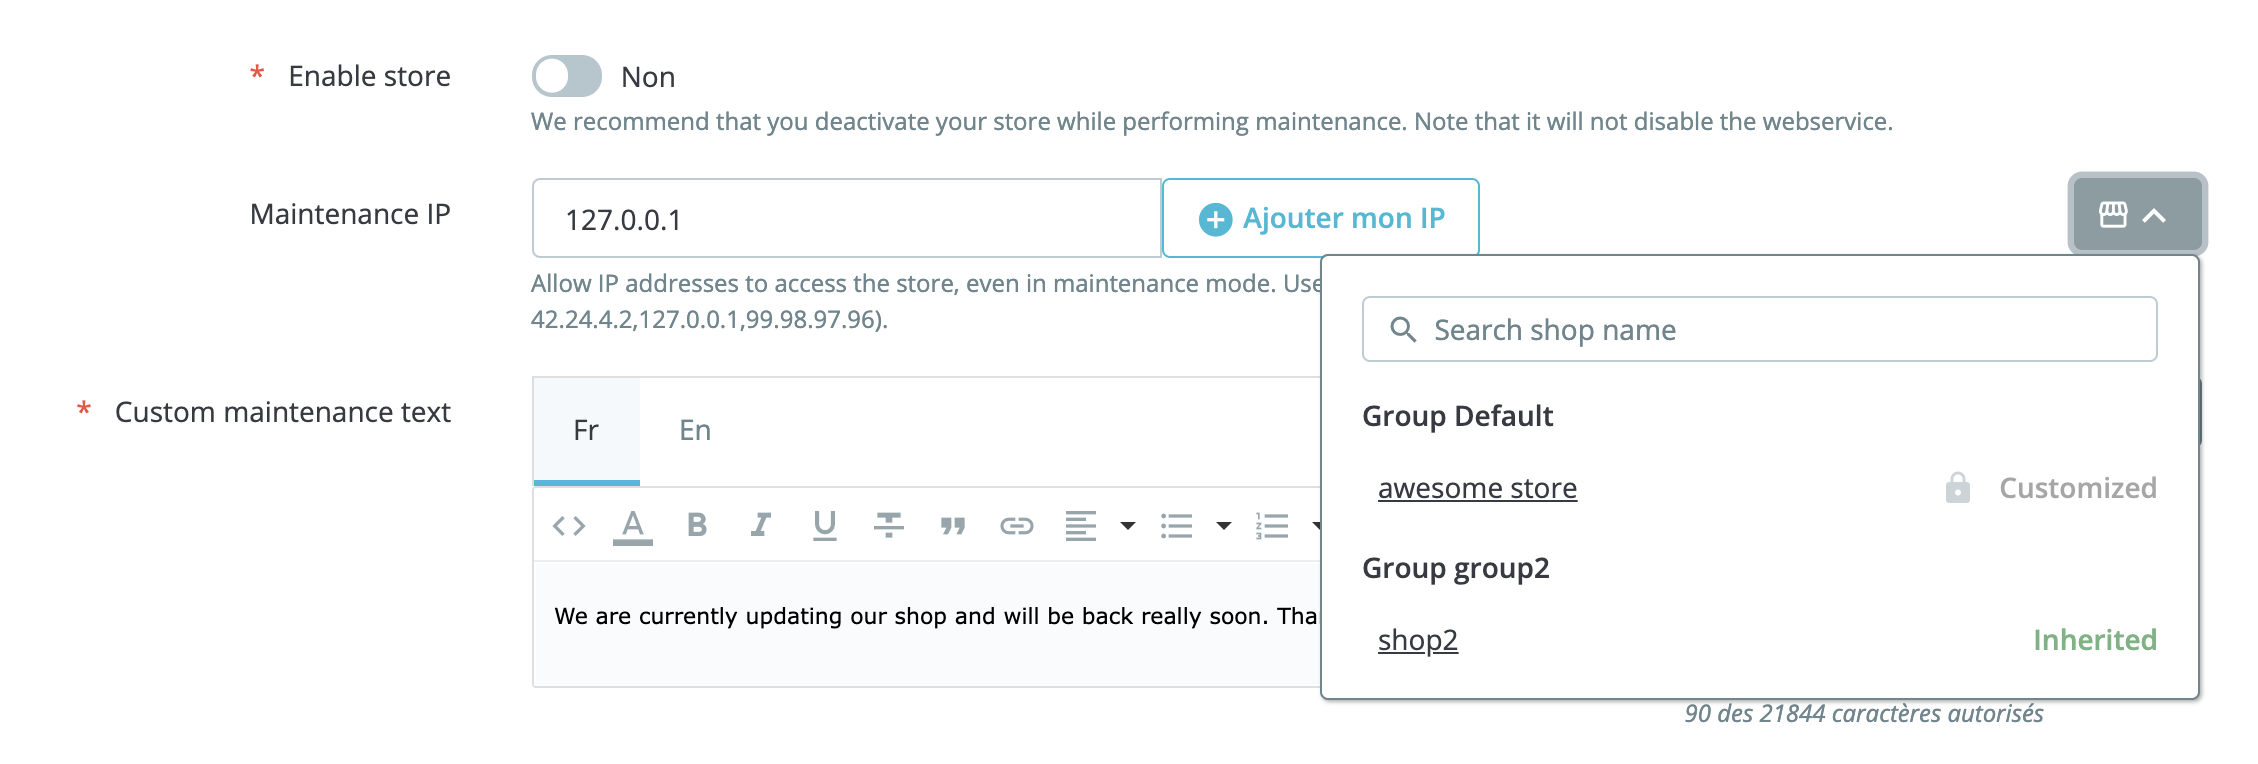 * Enable store
Non
We recommend that you deactivate your store while performing maintenance. Note that it will not disable the webservice.
Maintenance IP
127.0.0.1
Ajouter mon IP
Allow IP addresses to access the store, even in maintenance mode. Use
42.24.4.2,127.0.0.1,99.98.97.96).
Search shop name
Group Default
awesome store
Customized
Group group2
shop2
Inherited
* Custom maintenance text
Fr
En
We are currently updating our shop and will be back really soon.
90 des 21844 caractères autorisés